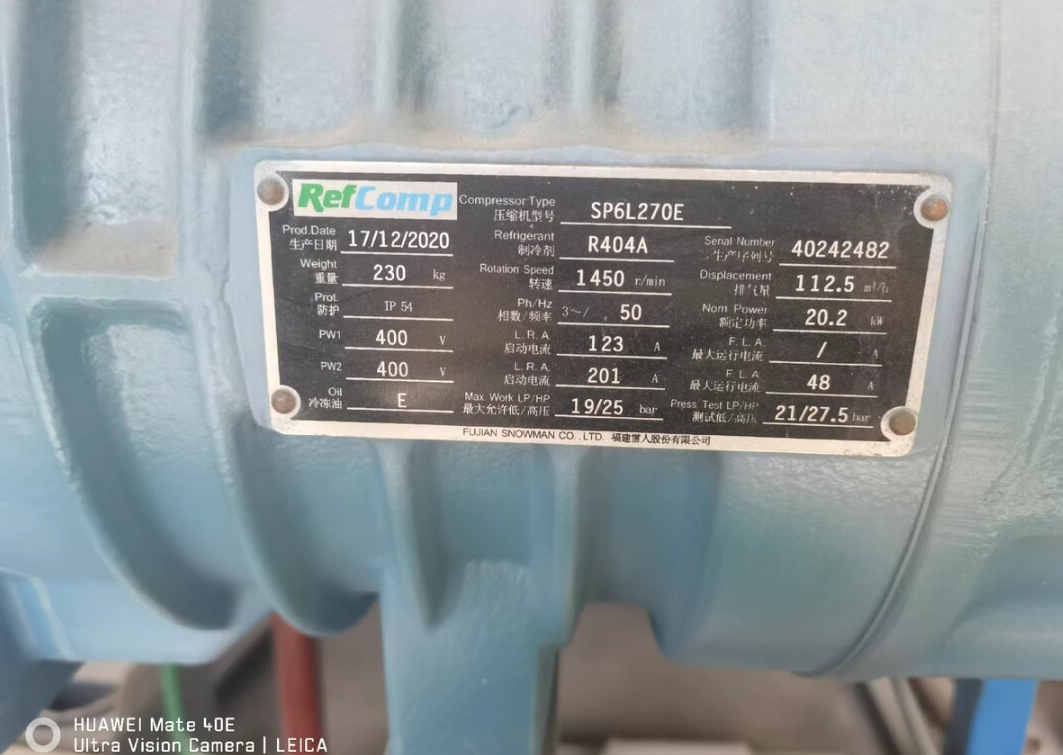 RefComp
Compressor Type
压缩机型号 SP6L270E
Prod.Date
生产日期 17/12/2020
Refrigerant
制冷剂 R404A
Serial Number
生产序列号 40242482
Weight
重量 230 kg
Rotation Speed
转速 1450 r/min
Displacement
排气量 112.5 m³/h
Prot.
防护 IP 54
Ph/Hz
相数/频率 3~/ 50
Nom. Power
额定功率 20.2 kW
PW1 400 V
L.R.A.
启动电流 123 A
F.L.A.
最大运行电流 / A
PW2 400 V
L.R.A.
启动电流 201 A
F.L.A.
最大运行电流 48 A
Oil
冷冻油 E
Max. Work LP/HP
最大允许低/高压 19/25 bar
Press. Test LP/HP
测试低/高压 21/27.5 bar
FUJIAN SNOWMAN CO., LTD. 福建雪人股份有限公司
HUAWEI Mate 40E
Ultra Vision Camera | LEICA